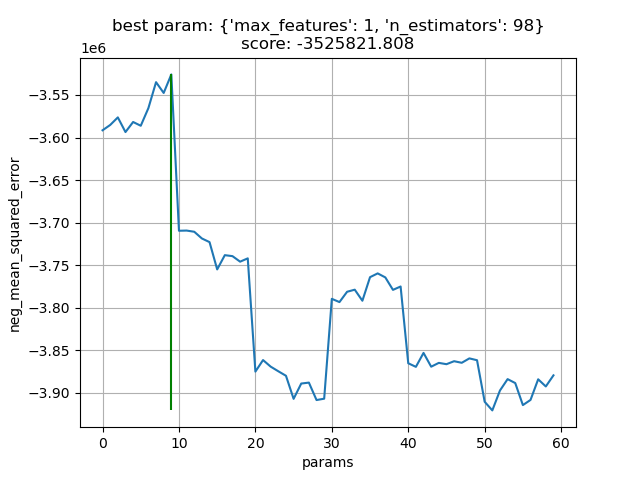 best param: {'max_features': 1, 'n_estimators': 98}
score: -3525821.808
1e6
−3.55
−3.60
−3.65
−3.70
−3.75
−3.80
−3.85
−3.90
neg_mean_squared_error
0 10 20 30 40 50 60
params